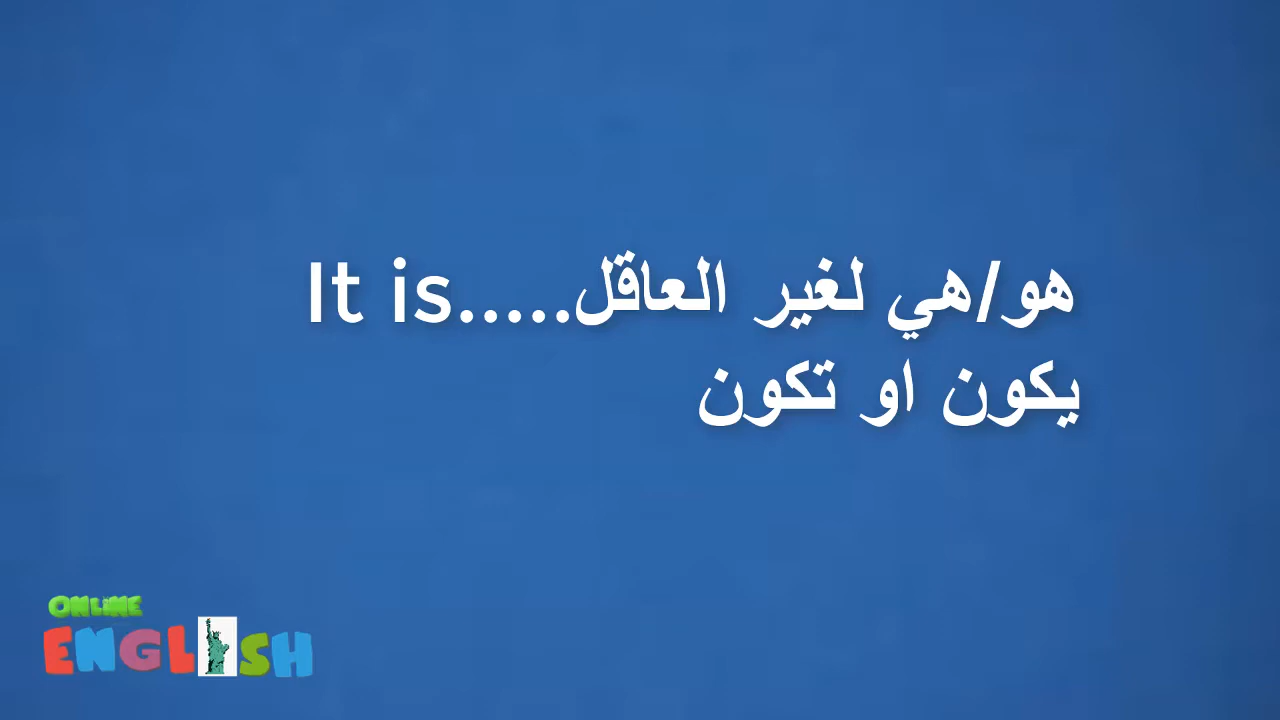 It is.....هو/هي لغير العاقل
يكون او تكون
ONLINE
ENGLISH